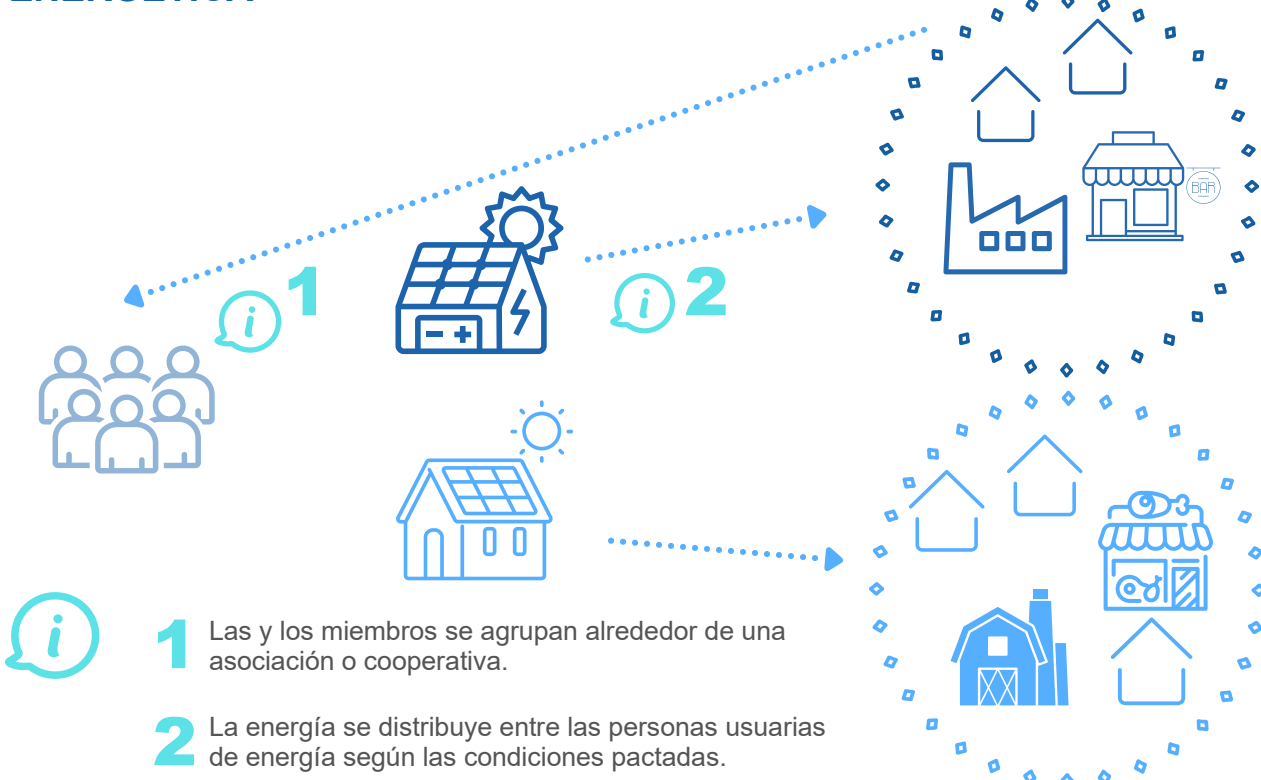 BAR
1
2
1 Las y los miembros se agrupan alrededor de una
asociación o cooperativa.
2 La energía se distribuye entre las personas usuarias
de energía según las condiciones pactadas.